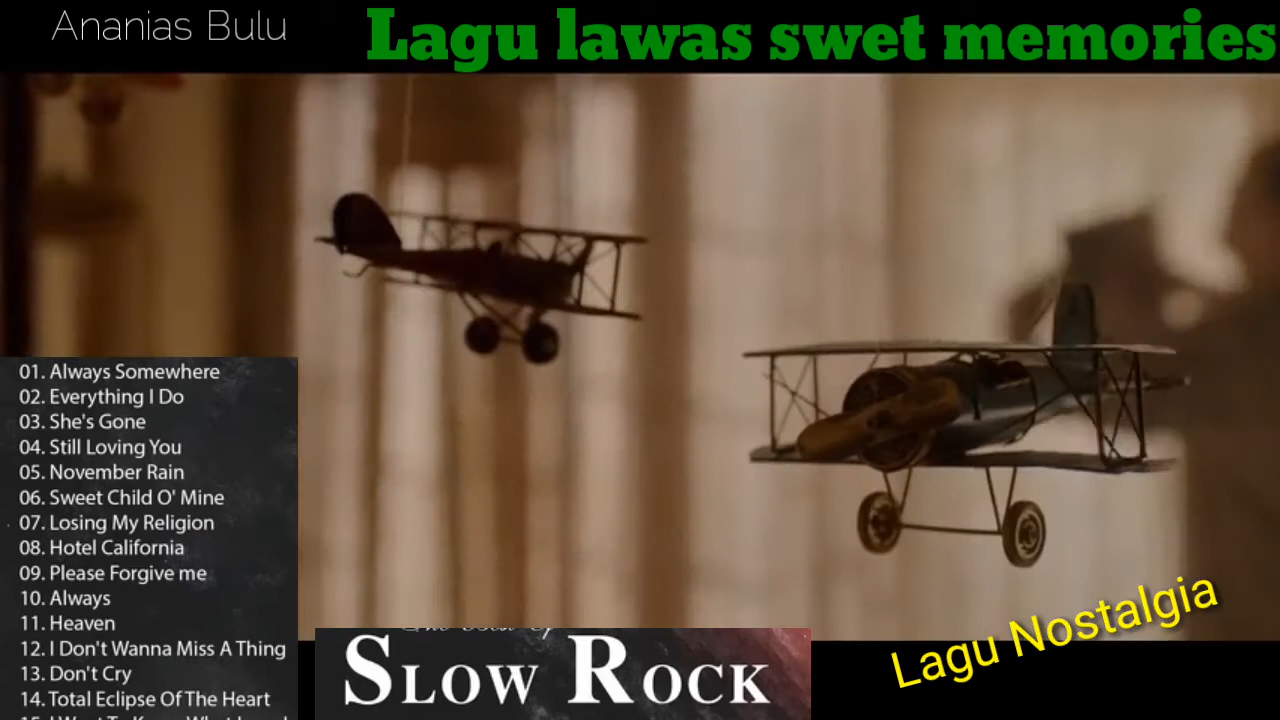 Ananias Bulu
Lagu lawas swet memories
01. Always Somewhere
02. Everything I Do
03. She's Gone
04. Still Loving You
05. November Rain
06. Sweet Child O' Mine
07. Losing My Religion
08. Hotel California
09. Please Forgive me
10. Always
11. Heaven
12. I Don't Wanna Miss A Thing
13. Don't Cry
14. Total Eclipse Of The Heart
SLOW ROCK
Lagu Nostalgia